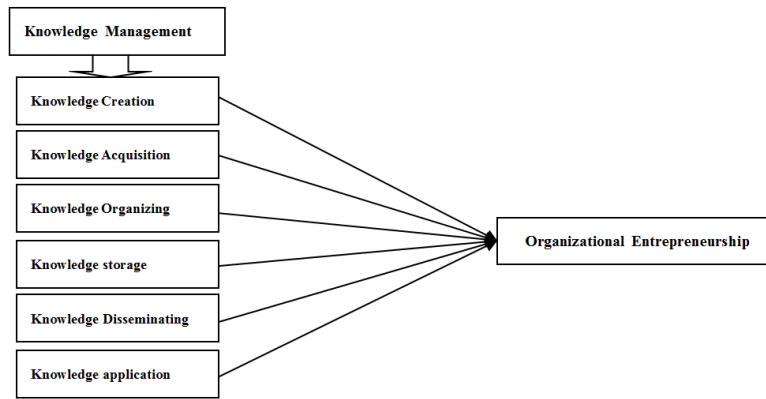 Knowledge Management
Knowledge Creation
Knowledge Acquisition
Knowledge Organizing
Knowledge storage
Knowledge Disseminating
Knowledge application
Organizational Entrepreneurship